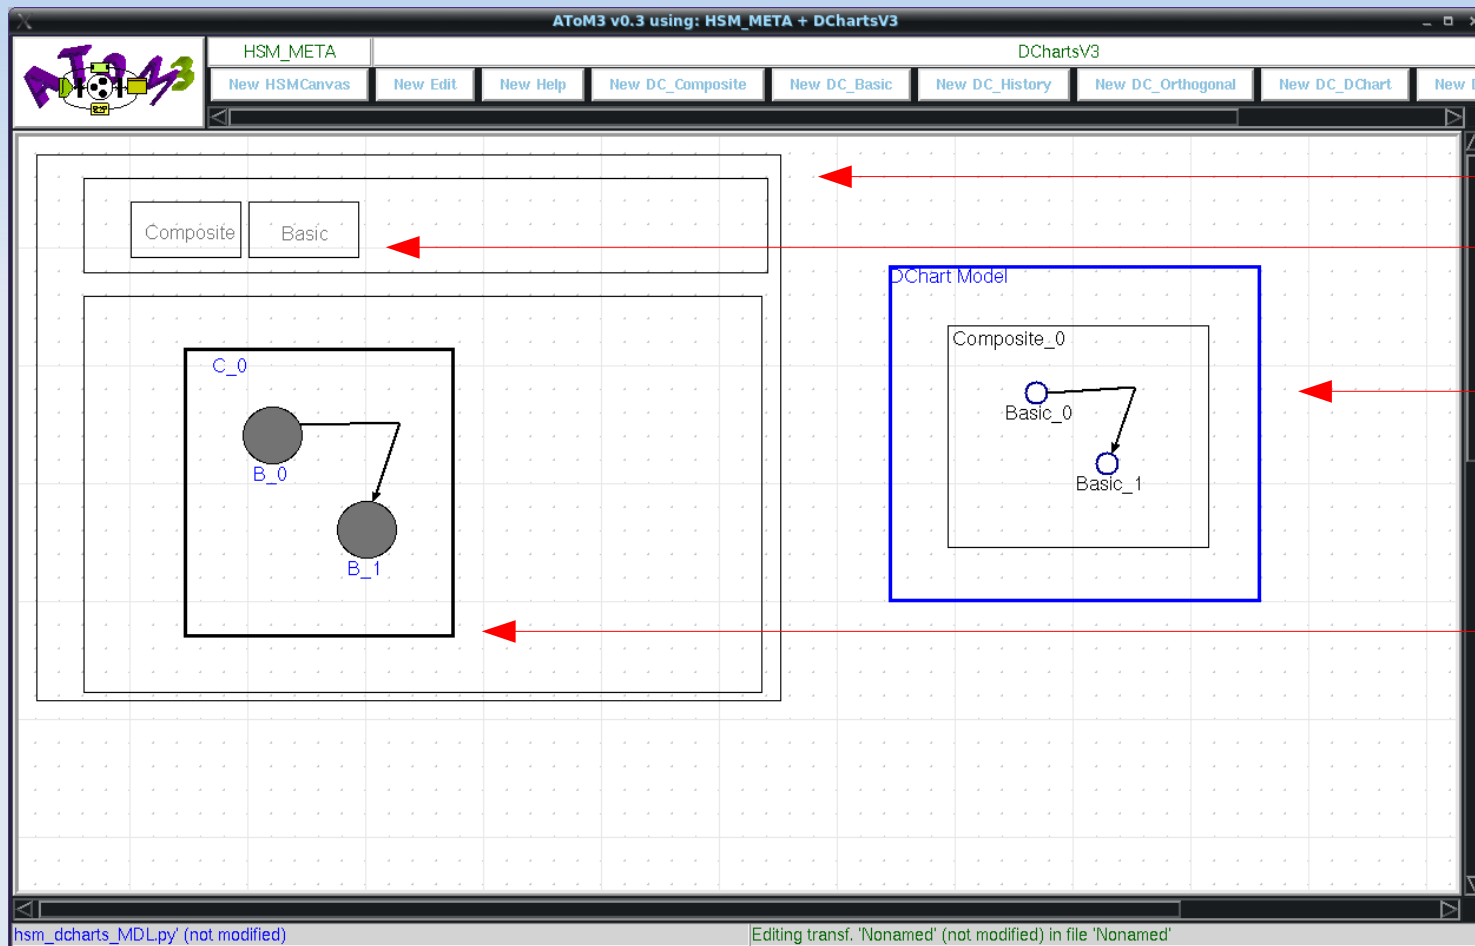 AToM3 v0.3 using: HSM_META + DChartsV3
ATOM3
HSM_META
DChartsV3
New HSMCanvas
New Edit
New Help
New DC_Composite
New DC_Basic
New DC_History
New DC_Orthogonal
New DC_DChart
New
Composite
Basic
DChart Model
Composite_0
Basic_0
Basic_1
C_0
B_0
B_1
hsm_dcharts_MDL.py' (not modified)
Editing transf. 'Nonamed' (not modified) in file 'Nonamed'